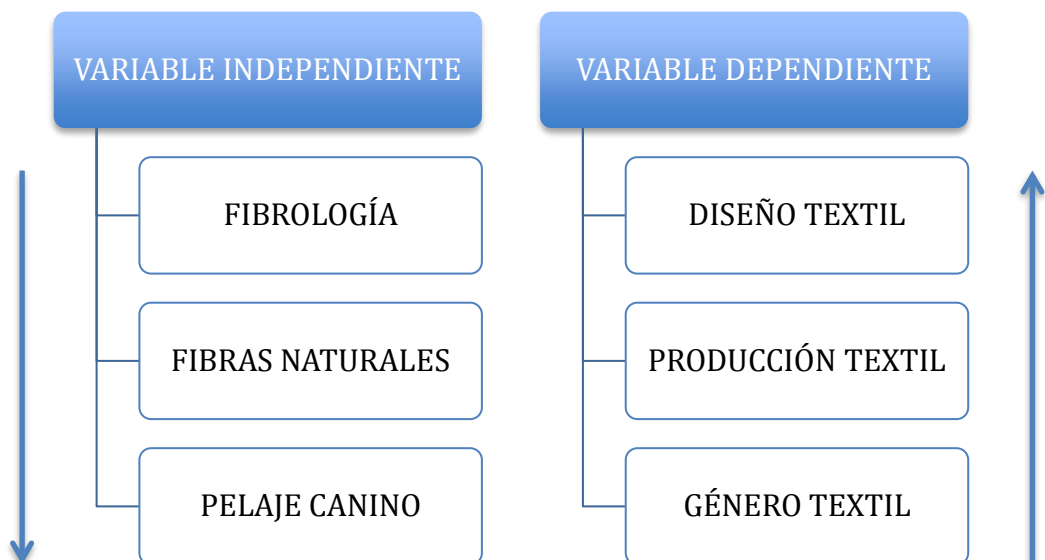 VARIABLE INDEPENDIENTE
FIBROLOGÍA
FIBRAS NATURALES
PELAJE CANINO
VARIABLE DEPENDIENTE
DISEÑO TEXTIL
PRODUCCIÓN TEXTIL
GÉNERO TEXTIL